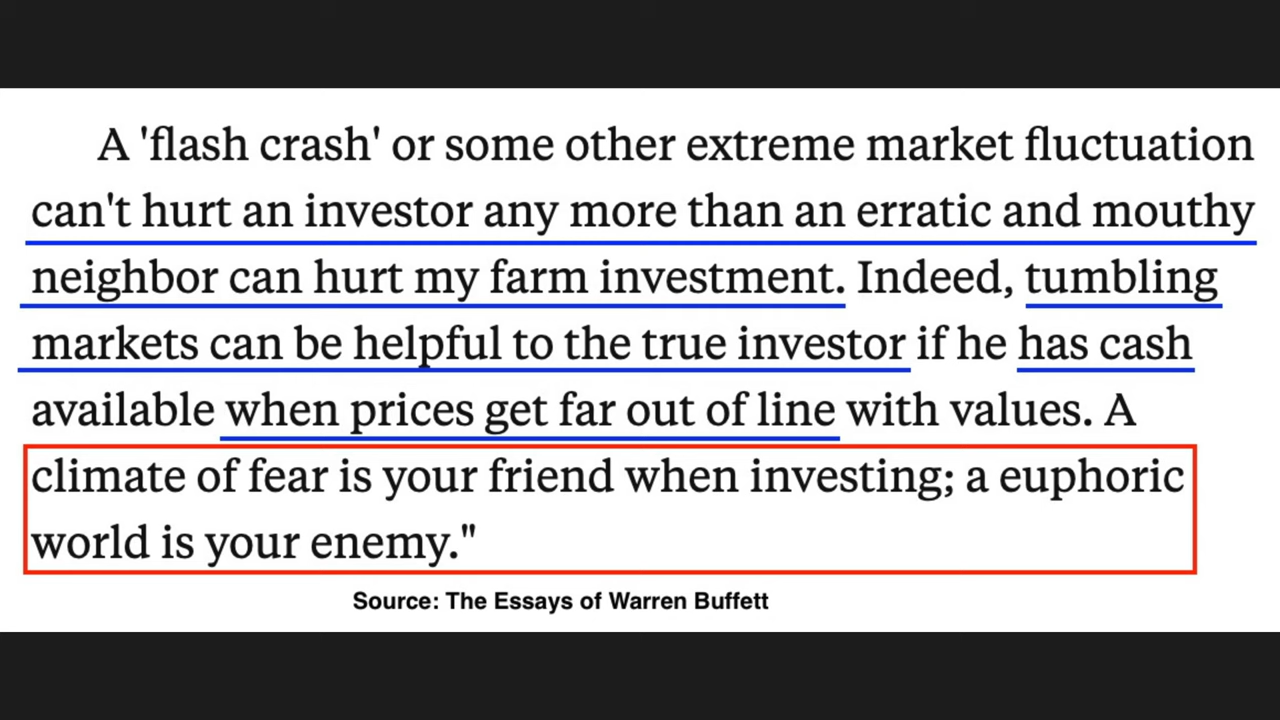 A 'flash crash' or some other extreme market fluctuation
can't hurt an investor any more than an erratic and mouthy
neighbor can hurt my farm investment. Indeed, tumbling
markets can be helpful to the true investor if he has cash
available when prices get far out of line with values. A
climate of fear is your friend when investing; a euphoric
world is your enemy."
Source: The Essays of Warren Buffett